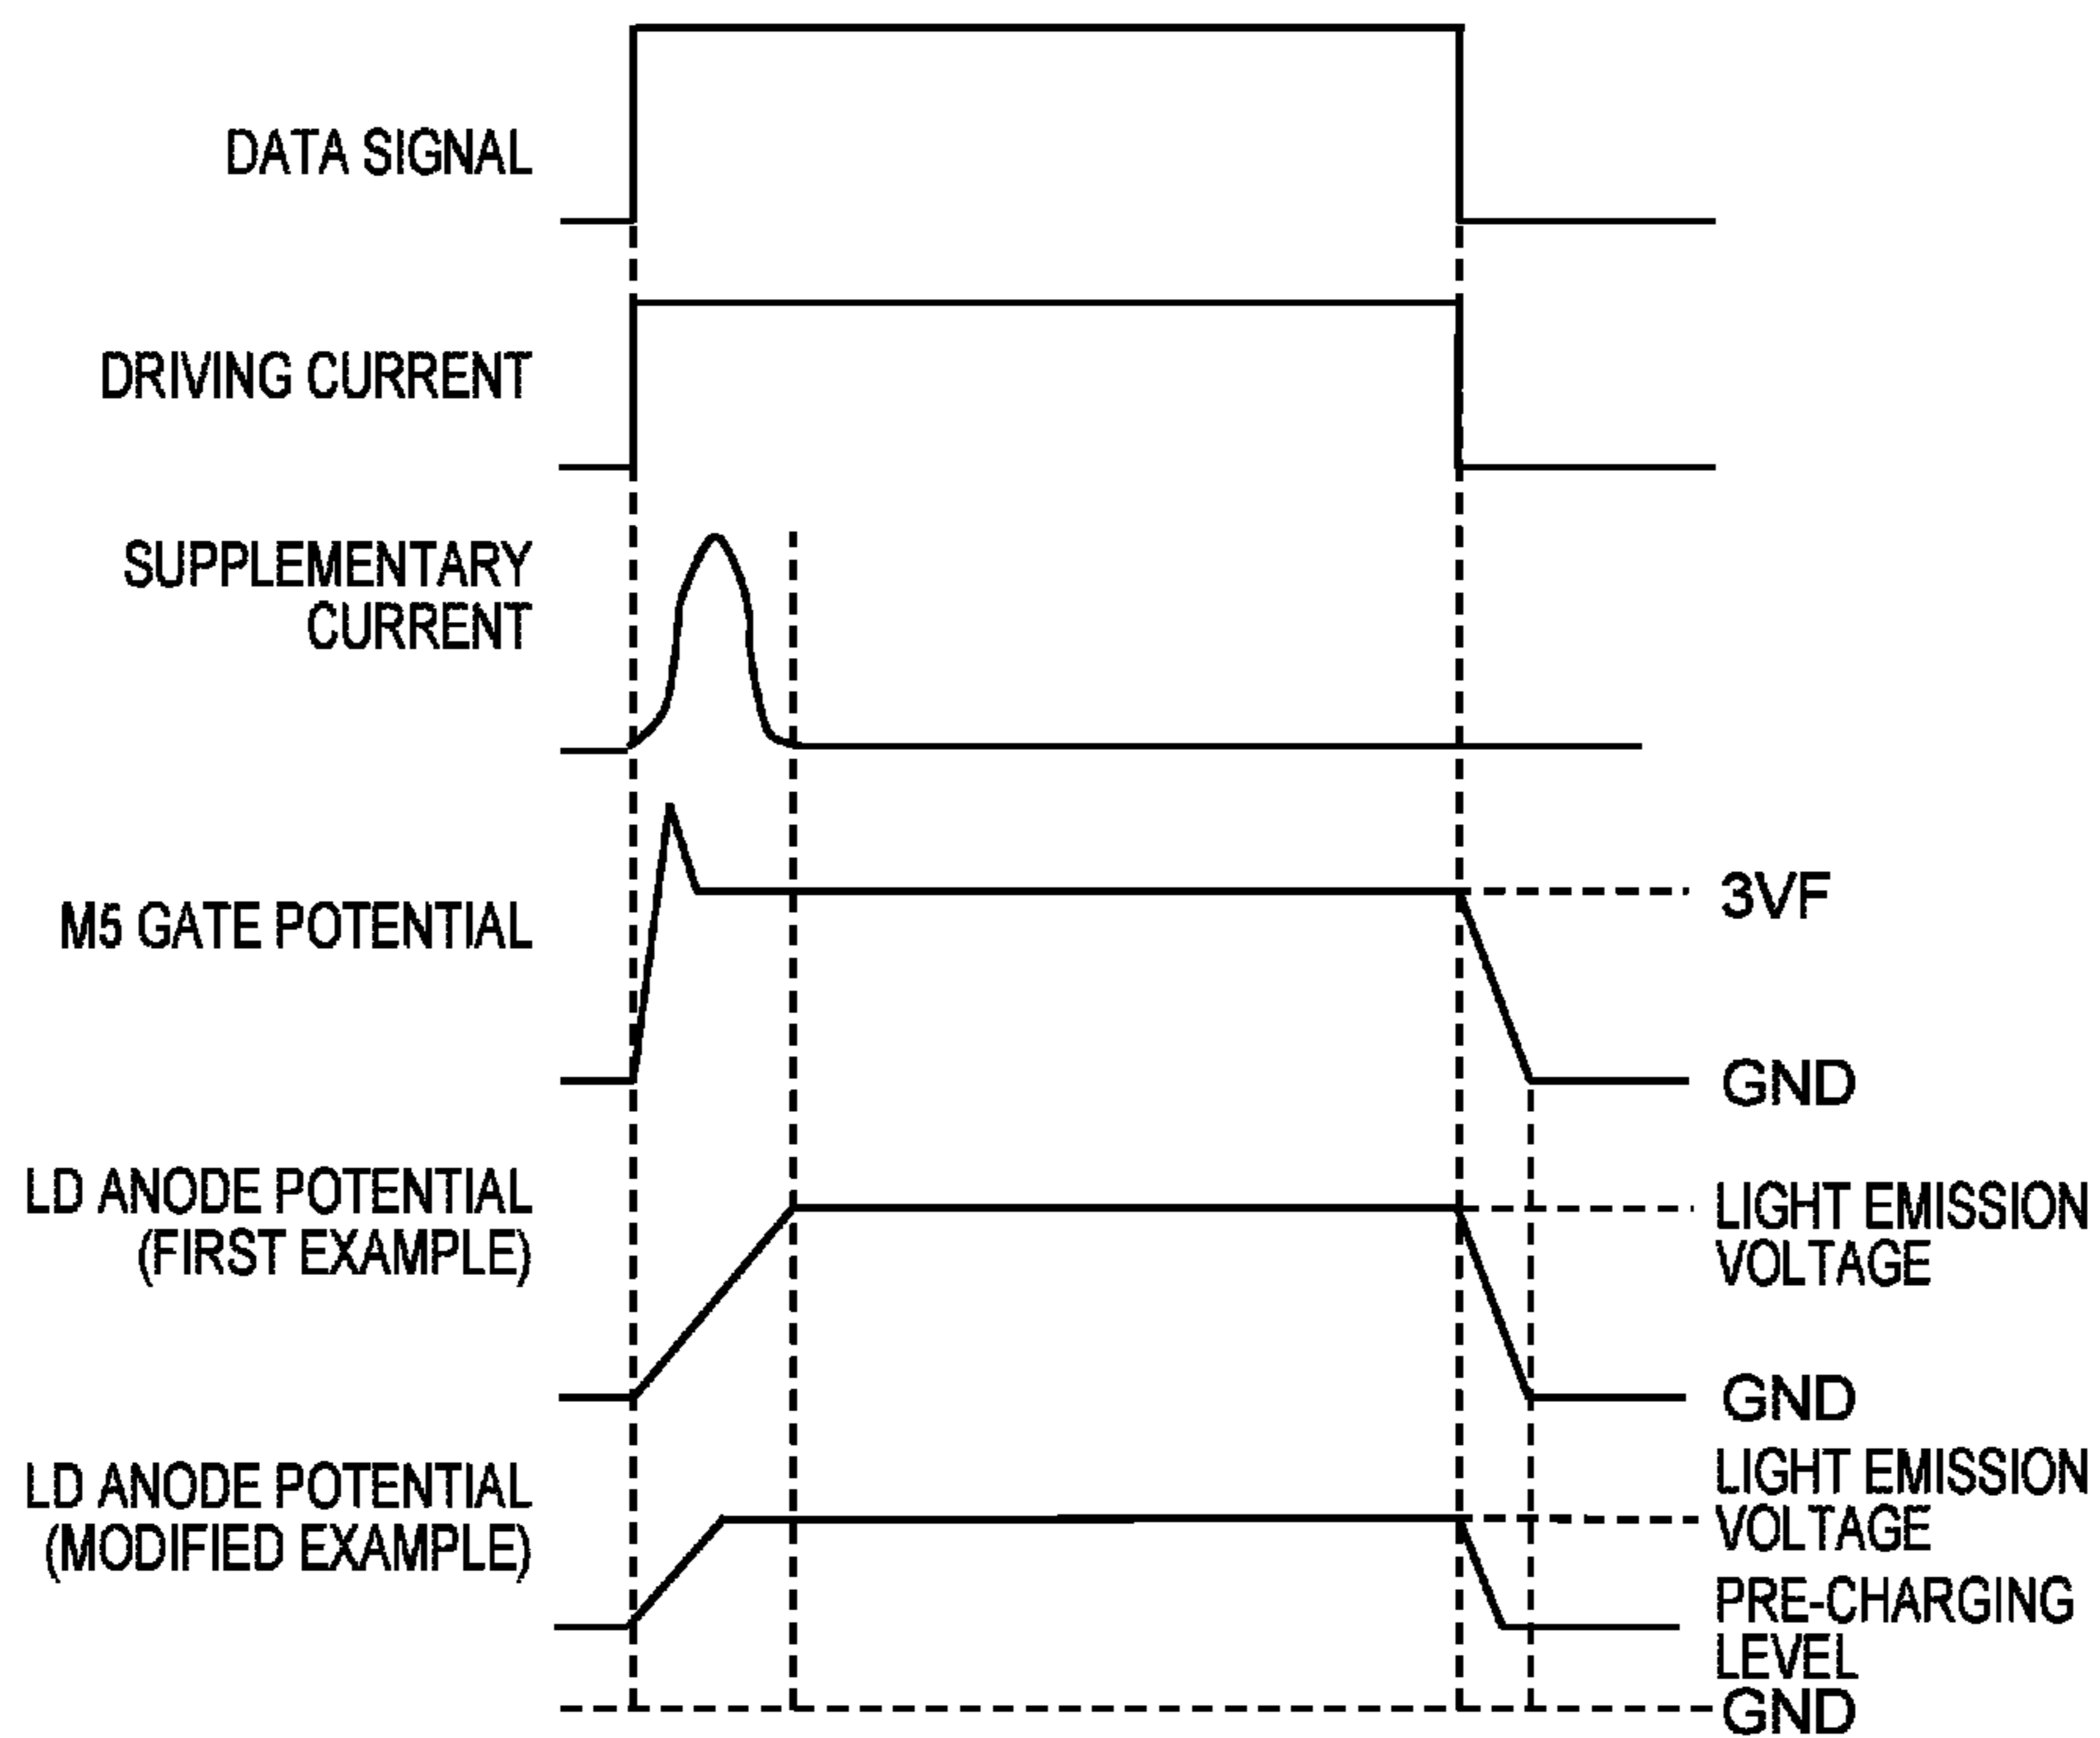 DATA SIGNAL
DRIVING CURRENT
SUPPLEMENTARY
CURRENT
M5 GATE POTENTIAL
3VF
GND
LD ANODE POTENTIAL
(FIRST EXAMPLE)
LIGHT EMISSION
VOLTAGE
GND
LD ANODE POTENTIAL
(MODIFIED EXAMPLE)
LIGHT EMISSION
VOLTAGE
PRE-CHARGING
LEVEL
GND